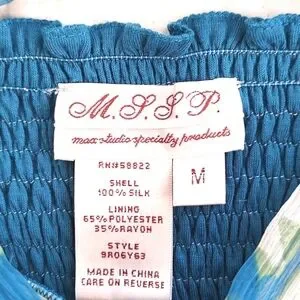 M.S.S.P.
max studio specialty products
RN#58822
M
SHELL
100% SILK
LINING
65% POLYESTER
35% RAYON
STYLE
9R06Y63
MADE IN CHINA
CARE ON REVERSE